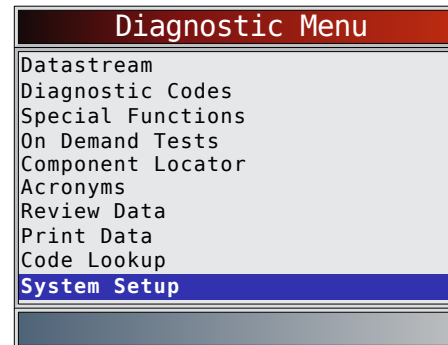 Diagnostic Menu
Datastream
Diagnostic Codes
Special Functions
On Demand Tests
Component Locator
Acronyms
Review Data
Print Data
Code Lookup
System Setup